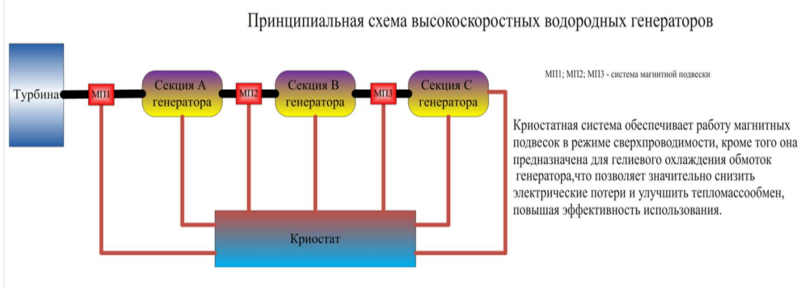 Принципиальная схема высокоскоростных водородных генераторов
МП1; МП2; МП3 - система магнитной подвески
Турбина
МП1
Секция А
генератора
МП2
Секция В
генератора
МП3
Секция С
генератора
Криостатная система обеспечивает работу магнитных
подвесок в режиме сверхпроводимости, кроме того она
предназначена для гелиевого охлаждения обмоток
генератора,что позволяет значительно снизить
электрические потери и улучшить тепломассообмен,
повышая эффективность использования.
Криостат